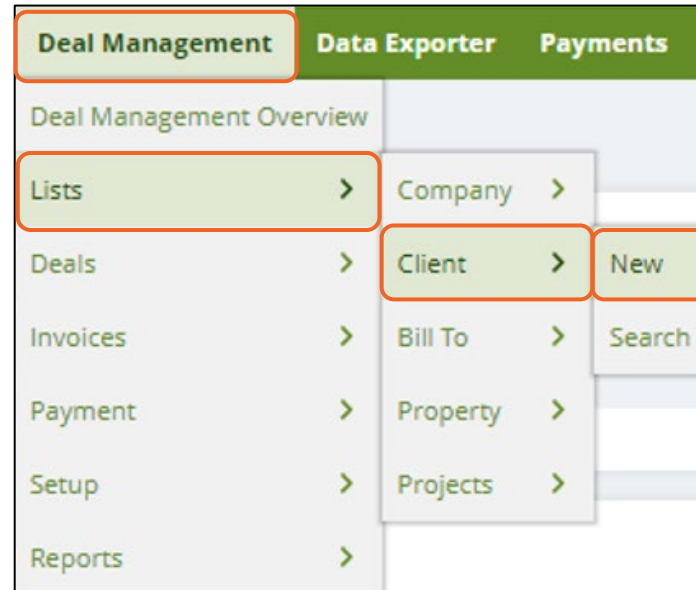 Deal Management Data Exporter Payments
Deal Management Overview
Lists
Company
Deals
Client
New
Invoices
Bill To
Search
Payment
Property
Setup
Projects
Reports